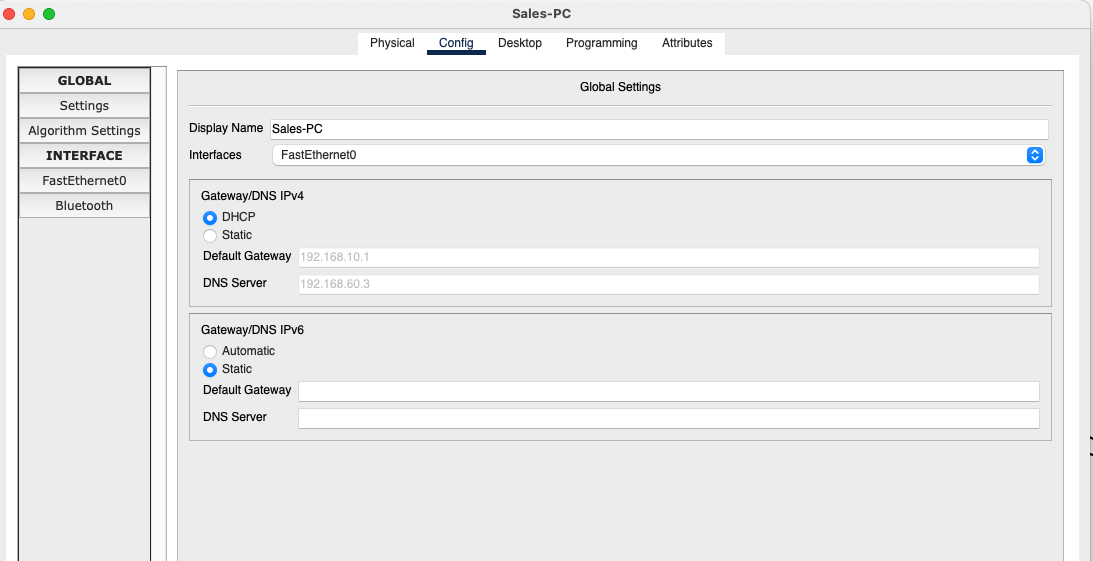 Sales-PC
Physical Config Desktop Programming Attributes
GLOBAL
Settings
Algorithm Settings
INTERFACE
FastEthernet0
Bluetooth
Global Settings
Display Name Sales-PC
Interfaces FastEthernet0
Gateway/DNS IPv4
DHCP
Static
Default Gateway 192.168.10.1
DNS Server 192.168.60.3
Gateway/DNS IPv6
Automatic
Static
Default Gateway
DNS Server